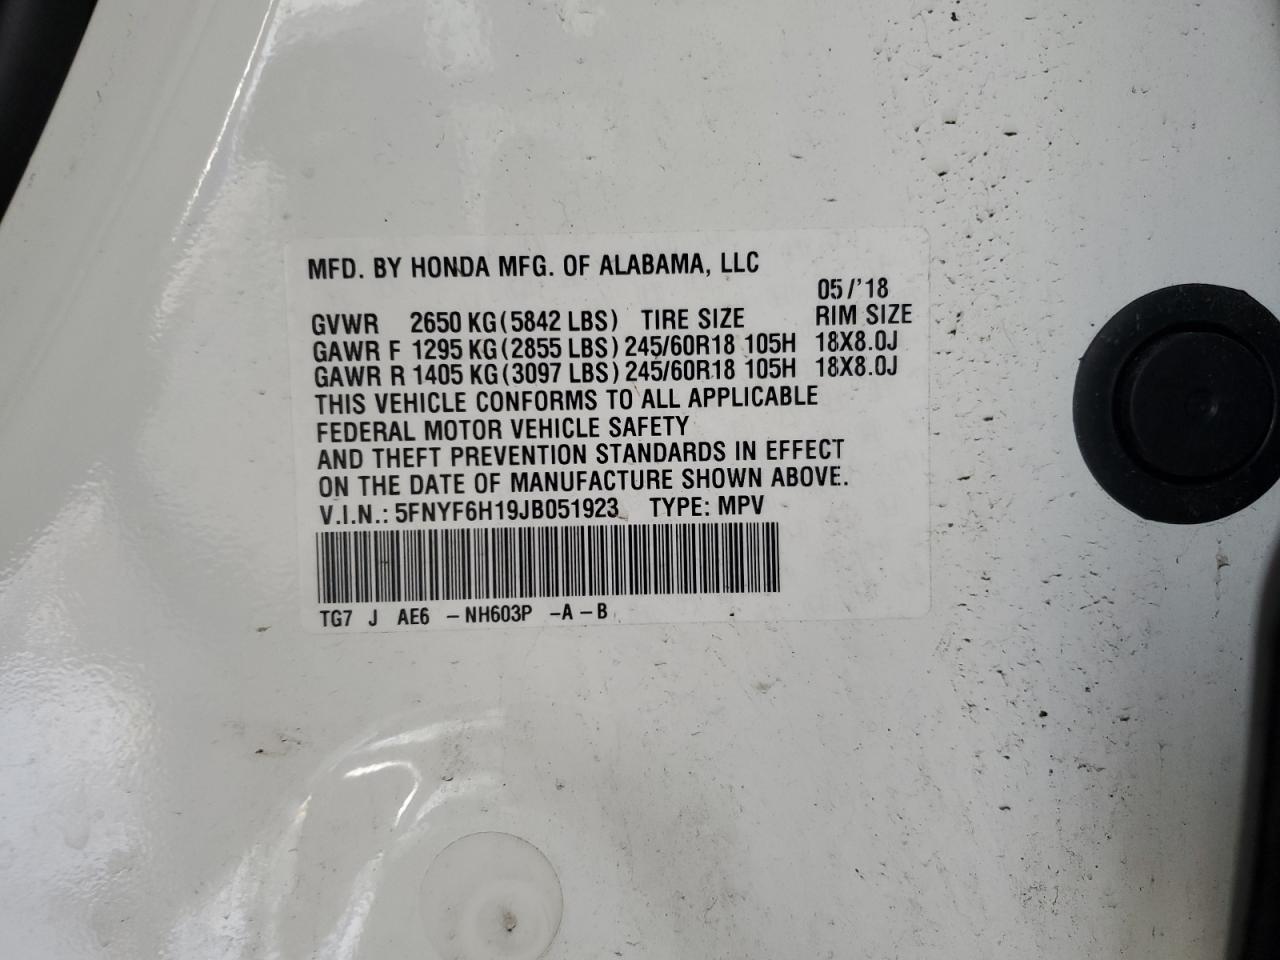 MFD. BY HONDA MFG. OF ALABAMA, LLC
05/'18
GVWR 2650 KG(5842 LBS) TIRE SIZE RIM SIZE
GAWR F 1295 KG(2855 LBS) 245/60R18 105H 18X8.0J
GAWR R 1405 KG(3097 LBS) 245/60R18 105H 18X8.0J
THIS VEHICLE CONFORMS TO ALL APPLICABLE
FEDERAL MOTOR VEHICLE SAFETY
AND THEFT PREVENTION STANDARDS IN EFFECT
ON THE DATE OF MANUFACTURE SHOWN ABOVE.
V.I.N.: 5FNYF6H19JB051923 TYPE: MPV
TG7 J AE6 -NH603P -A-B